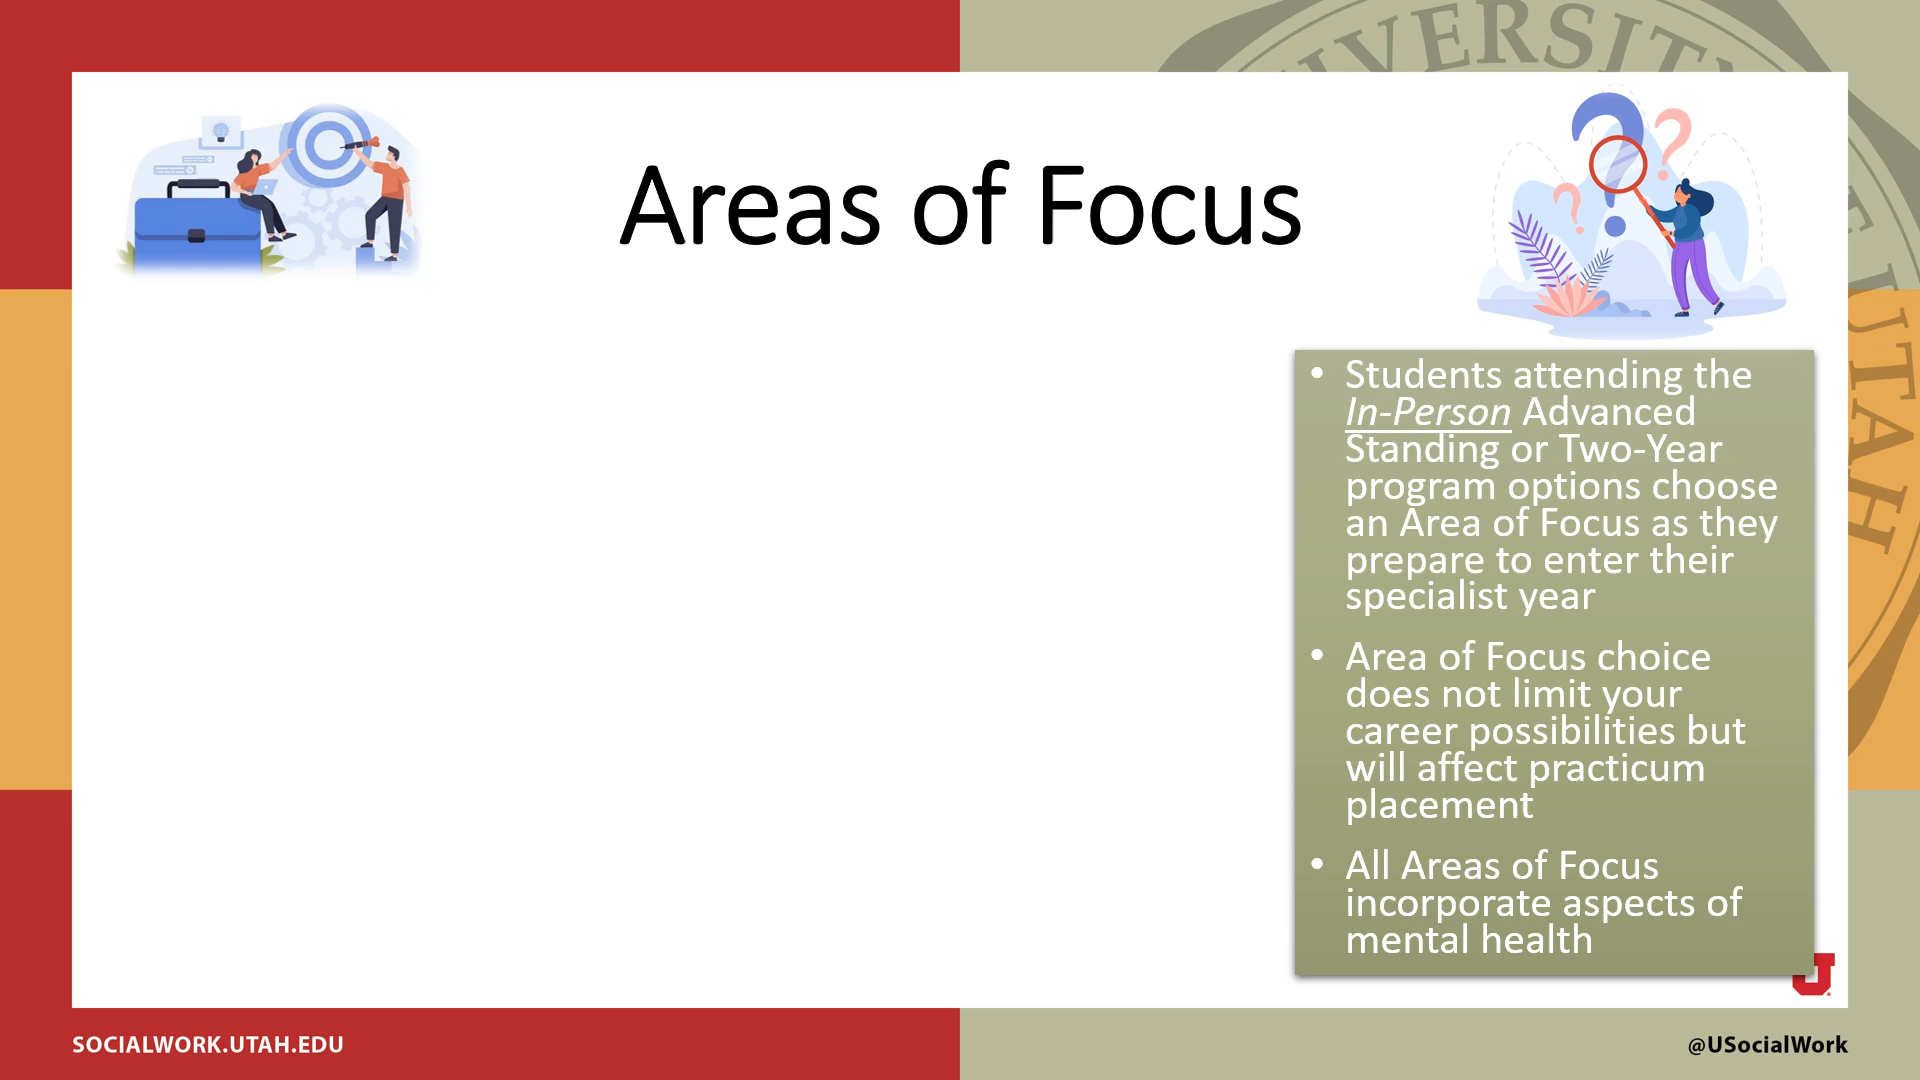 UNIVERSITY
UTAH
Areas of Focus
• Students attending the
In-Person Advanced
Standing or Two-Year
program options choose
an Area of Focus as they
prepare to enter their
specialist year
• Area of Focus choice
does not limit your
career possibilities but
will affect practicum
placement
• All Areas of Focus
incorporate aspects of
mental health
U
SOCIALWORK.UTAH.EDU
@USocialWork